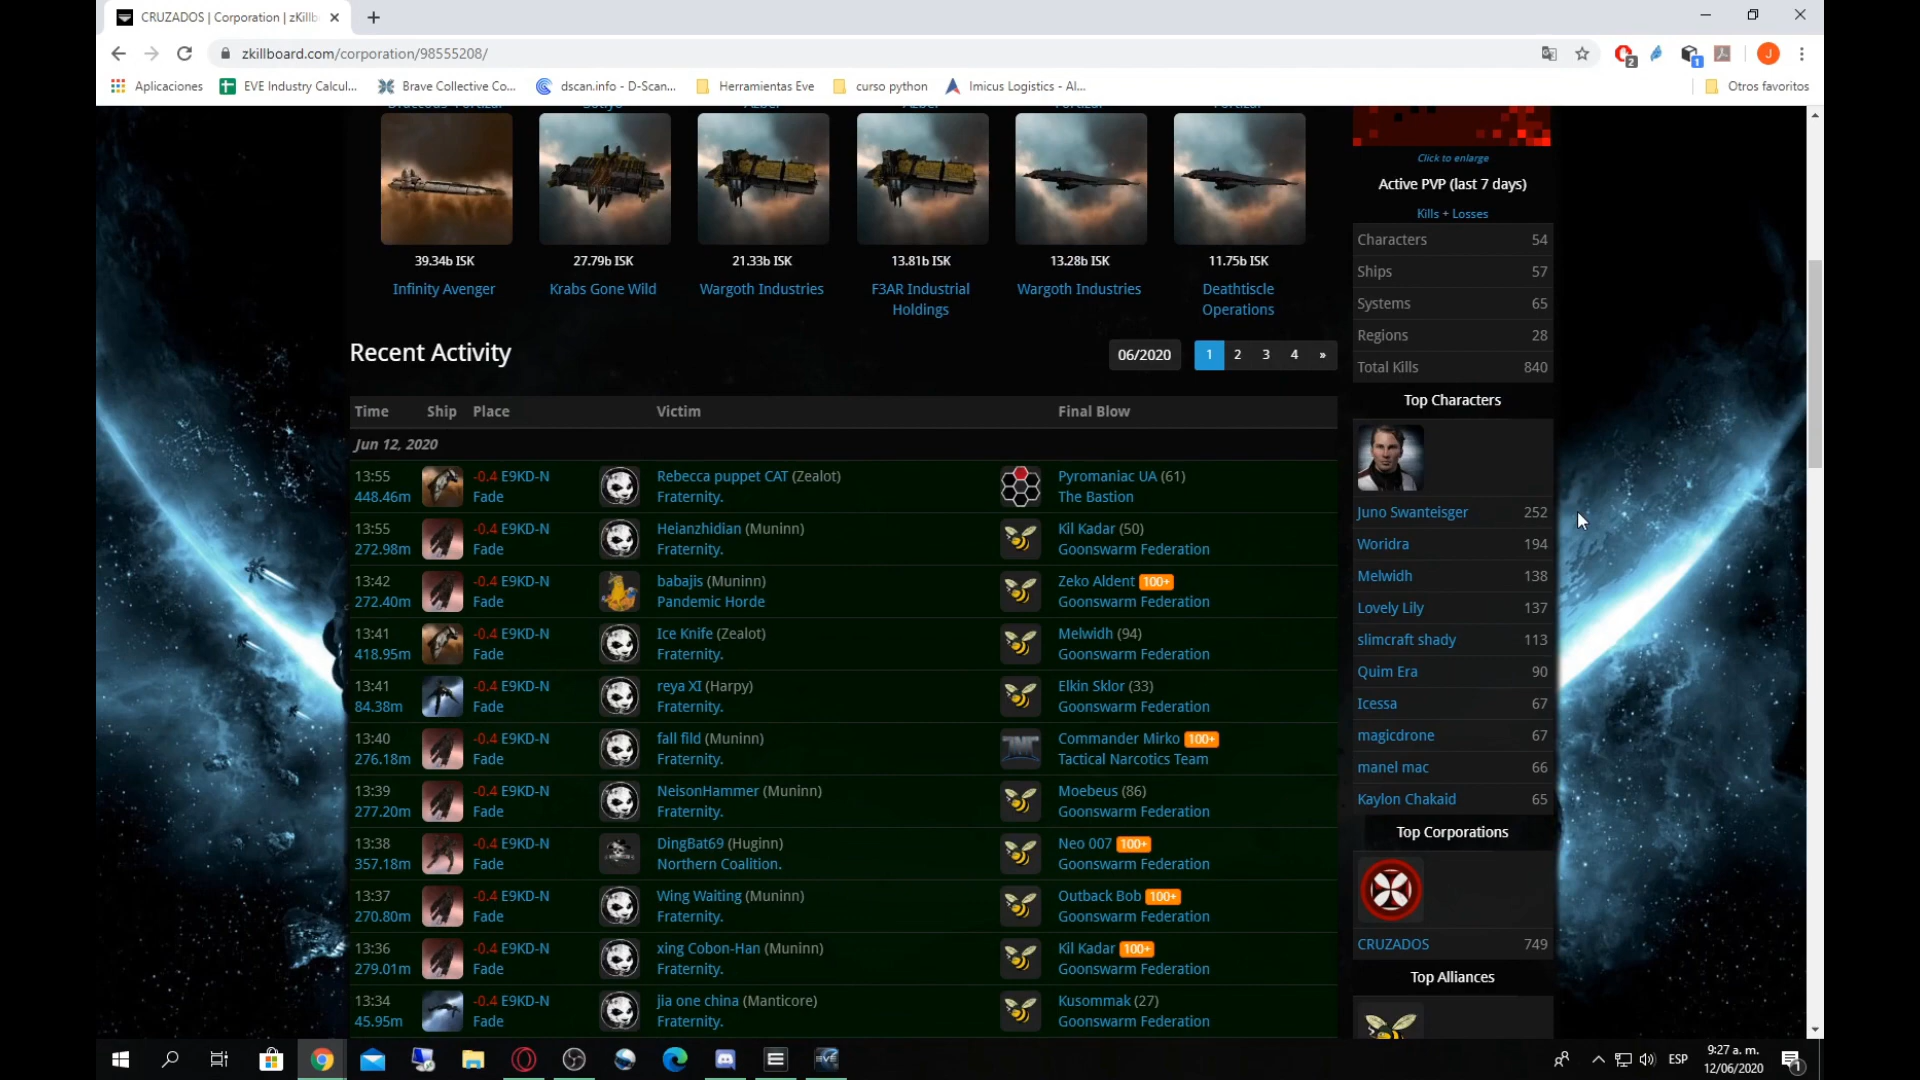 CRUZADOS | Corporation | zKillb
zkillboard.com/corporation/98555208/
2
1
J
Aplicaciones EVE Industry Calcul... Brave Collective Co... dscan.info - D-Scan... Herramientas Eve curso python Imicus Logistics - Al... Otros favoritos
39.34b ISK 27.79b ISK 21.33b ISK 13.81b ISK 13.28b ISK 11.75b ISK
Infinity Avenger Krabs Gone Wild Wargoth Industries F3AR Industrial Wargoth Industries Deathtiscle
Holdings Operations
Recent Activity 06/2020 1 2 3 4 »
Time Ship Place Victim Final Blow
Jun 12, 2020
13:55 -0.4 E9KD-N Rebecca puppet CAT (Zealot) Pyromaniac UA (61)
448.46m Fade Fraternity. The Bastion
13:55 -0.4 E9KD-N Heianzhidian (Muninn) Kil Kadar (50)
272.98m Fade Fraternity. Goonswarm Federation
13:42 -0.4 E9KD-N babajis (Muninn) Zeko Aldent 100+
272.40m Fade Pandemic Horde Goonswarm Federation
13:41 -0.4 E9KD-N Ice Knife (Zealot) Melwidh (94)
418.95m Fade Fraternity. Goonswarm Federation
13:41 -0.4 E9KD-N reya XI (Harpy) Elkin Sklor (33)
84.38m Fade Fraternity. Goonswarm Federation
13:40 -0.4 E9KD-N fall fild (Muninn) Commander Mirko 100+
276.18m Fade Fraternity. Tactical Narcotics Team
13:39 -0.4 E9KD-N NeisonHammer (Muninn) Moebeus (86)
277.20m Fade Fraternity. Goonswarm Federation
13:38 -0.4 E9KD-N DingBat69 (Huginn) Neo 007 100+
357.18m Fade Northern Coalition. Goonswarm Federation
13:37 -0.4 E9KD-N Wing Waiting (Muninn) Outback Bob 100+
270.80m Fade Fraternity. Goonswarm Federation
13:36 -0.4 E9KD-N xing Cobon-Han (Muninn) Kil Kadar 100+
279.01m Fade Fraternity. Goonswarm Federation
13:34 -0.4 E9KD-N jia one china (Manticore) Kusommak (27)
45.95m Fade Fraternity. Goonswarm Federation
Click to enlarge
Active PVP (last 7 days)
Kills + Losses
Characters 54
Ships 57
Systems 65
Regions 28
Total Kills 840
Top Characters
Juno Swanteisger 252
Woridra 194
Melwidh 138
Lovely Lily 137
slimcraft shady 113
Quim Era 90
Icessa 67
magicdrone 67
manel mac 66
Kaylon Chakaid 65
Top Corporations
CRUZADOS 749
Top Alliances
ESP
9:27 a. m.
12/06/2020
1